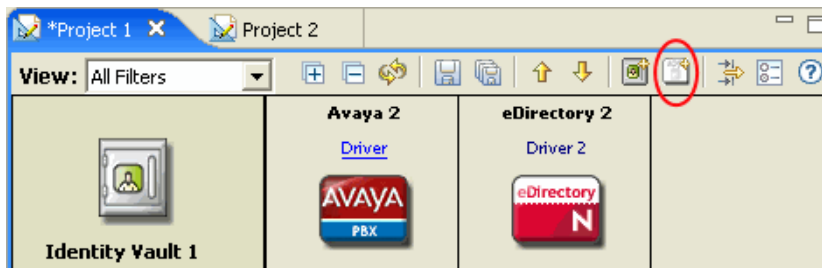 *Project 1 Project 2
View: All Filters
Avaya 2 eDirectory 2
Driver Driver 2
AVAYA
PBX
eDirectory
N
Identity Vault 1